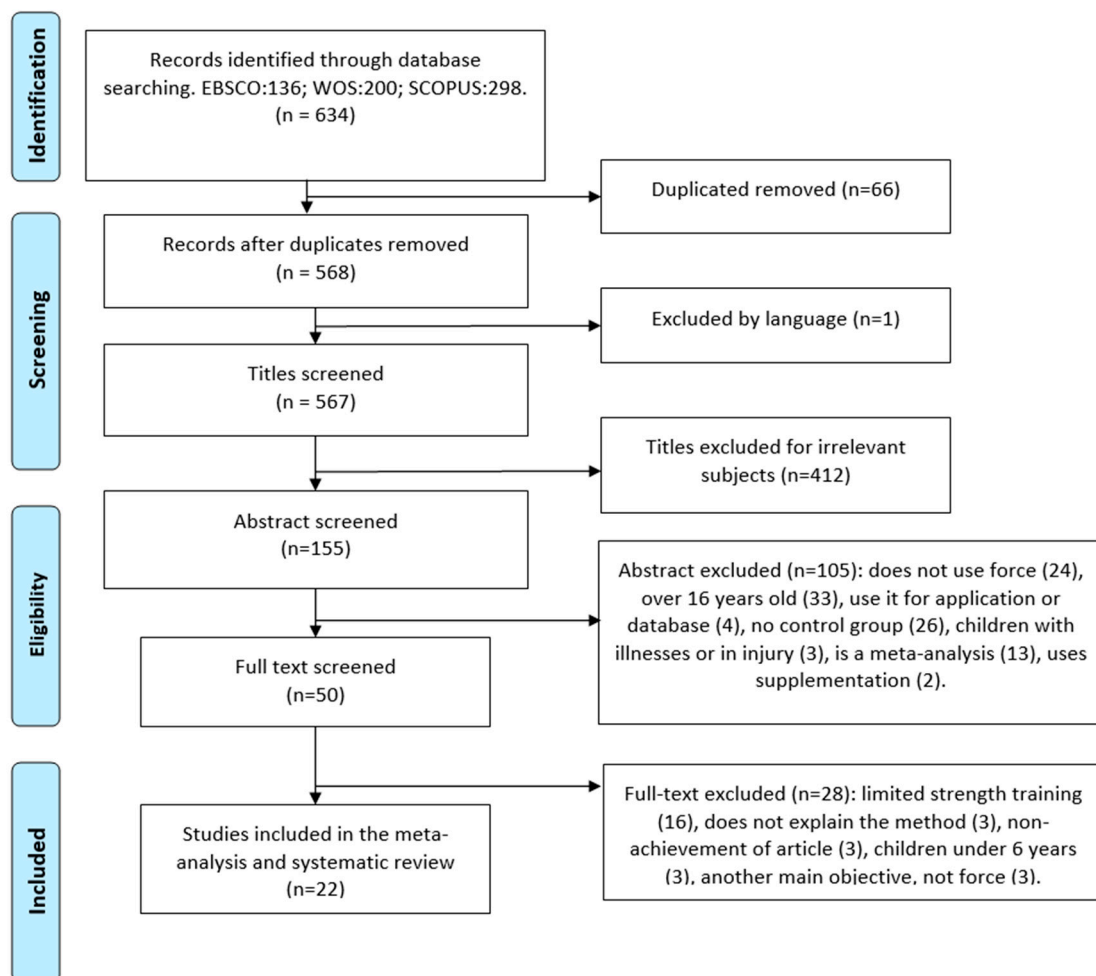 Identification
Records identified through database
searching. EBSCO:136; WOS:200; SCOPUS:298.
(n = 634)
Duplicated removed (n=66)
Screening
Records after duplicates removed
(n = 568)
Excluded by language (n=1)
Titles screened
(n = 567)
Titles excluded for irrelevant
subjects (n=412)
Eligibility
Abstract screened
(n=155)
Abstract excluded (n=105): does not use force (24),
over 16 years old (33), use it for application or
database (4), no control group (26), children with
illnesses or in injury (3), is a meta-analysis (13), uses
supplementation (2).
Full text screened
(n=50)
Included
Full-text excluded (n=28): limited strength training
(16), does not explain the method (3), non-
achievement of article (3), children under 6 years
(3), another main objective, not force (3).
Studies included in the meta-
analysis and systematic review
(n=22)